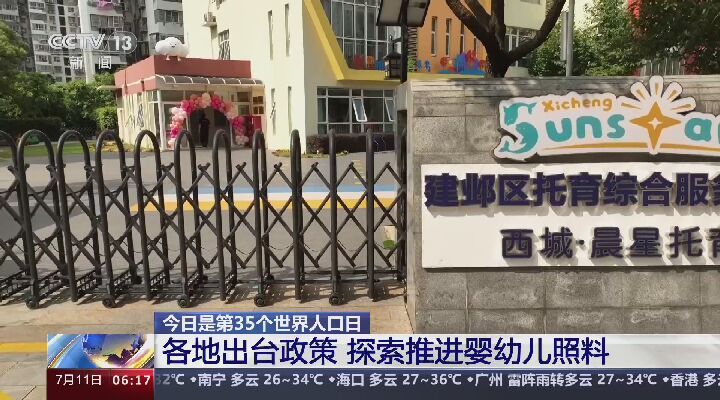 CCTV 13
新闻
Xicheng
Sunstar
建邺区托育综合服务
西城·晨星托育
今日是第35个世界人口日
各地出台政策 探索推进婴幼儿照料
7月11日 06:17 32℃ •南宁 多云 26~34℃ •海口 多云 27~36℃ •广州 雷阵雨转多云 27~34℃ •香港 多